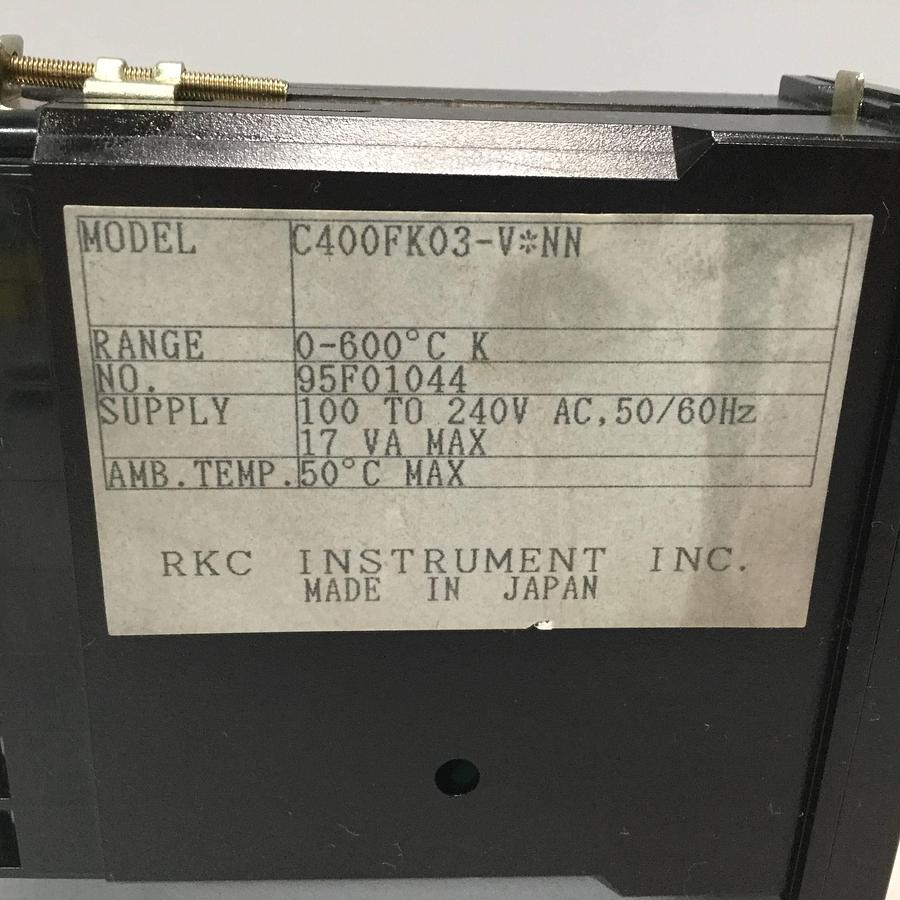 MODEL C400FK03-V*NN
RANGE 0-600°C K
NO. 95F01044
SUPPLY 100 TO 240V AC,50/60Hz
17 VA MAX
AMB.TEMP. 50°C MAX
RKC INSTRUMENT INC.
MADE IN JAPAN